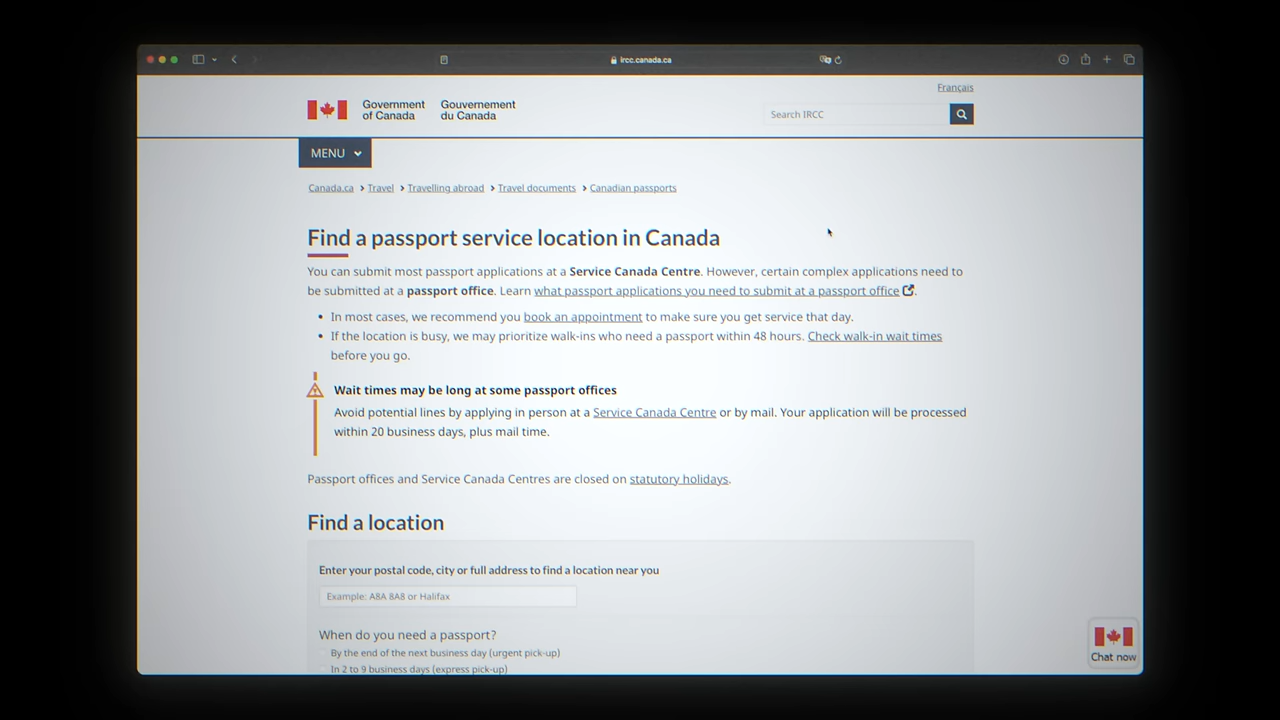 ircc.canada.ca
Français
Government of Canada
Gouvernement du Canada
Search IRCC
MENU
Canada.ca > Travel > Travelling abroad > Travel documents > Canadian passports
Find a passport service location in Canada
You can submit most passport applications at a Service Canada Centre. However, certain complex applications need to
be submitted at a passport office. Learn what passport applications you need to submit at a passport office.
• In most cases, we recommend you book an appointment to make sure you get service that day.
• If the location is busy, we may prioritize walk-ins who need a passport within 48 hours. Check walk-in wait times
before you go.
Wait times may be long at some passport offices
Avoid potential lines by applying in person at a Service Canada Centre or by mail. Your application will be processed
within 20 business days, plus mail time.
Passport offices and Service Canada Centres are closed on statutory holidays.
Find a location
Enter your postal code, city or full address to find a location near you
Example: A8A 8A8 or Halifax
When do you need a passport?
By the end of the next business day (urgent pick-up)
In 2 to 9 business days (express pick-up)
Chat now